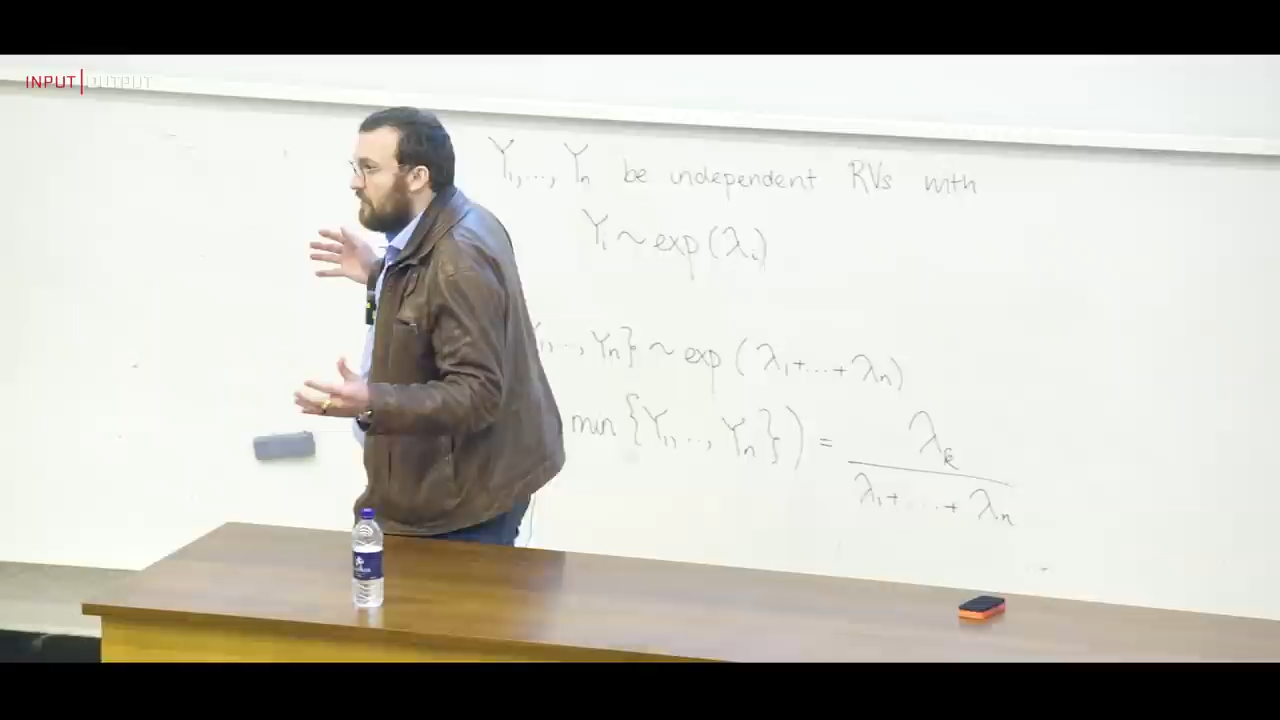 INPUT|OUTPUT
Y₁,..., Yₙ be independent RVs with
Yᵢ ~ exp(λᵢ)
Y₁,..., Yₙ} ~ exp (λ₁+...+λₙ)
min {Y₁,..., Yₙ}) = λₖ
λ₁+...+λₙ